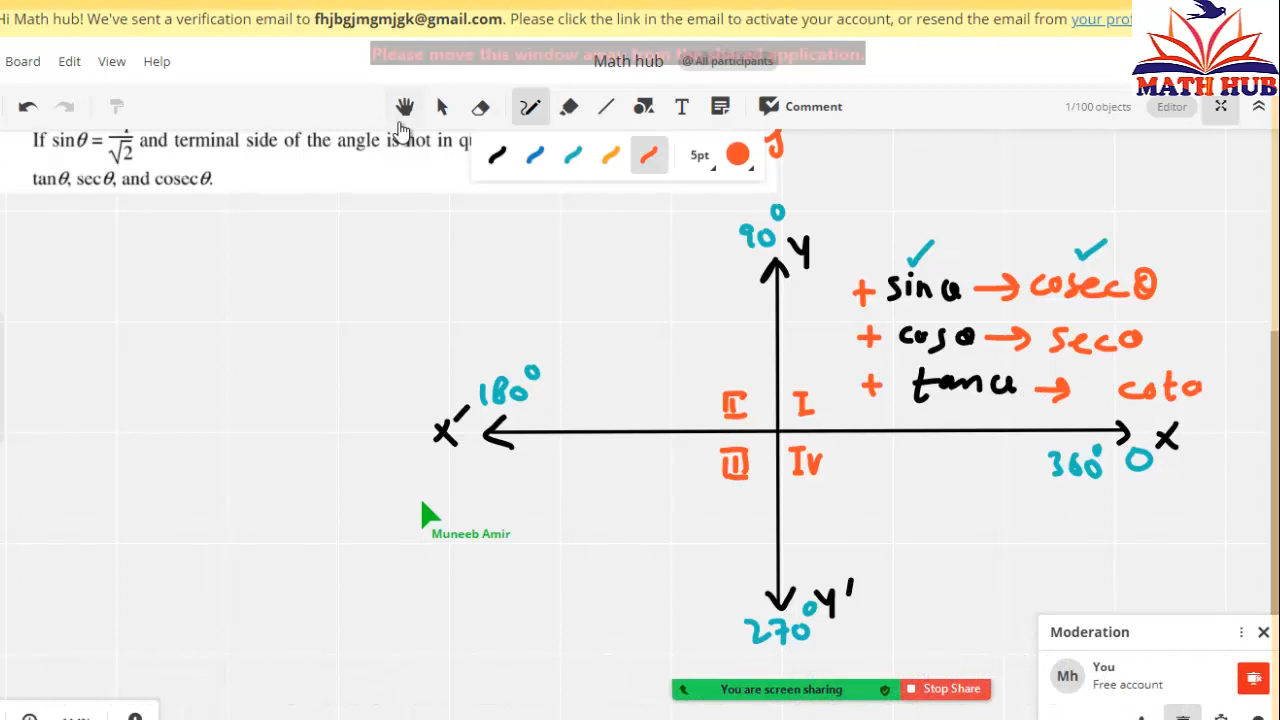 Hi Math hub! We've sent a verification email to fhjbgjmgmjgk@gmail.com. Please click the link in the email to activate your account, or resend the email from your prof
Please move this window away from the shared application.
Board Edit View Help
Math hub @ All participants
MATH HUB
Comment
1/100 objects
Editor
If sinθ = 1/√2 and terminal side of the angle is not in qu
tanθ, secθ, and cosecθ.
5pt
90°
Y
+ sinθ → cosecθ
+ cosθ → secθ
+ tanθ → cotθ
180°
X'
II I
X
III IV
360° 0
Muneeb Amir
Y'
270°
Moderation
You
Mh
Free account
You are screen sharing
Stop Share